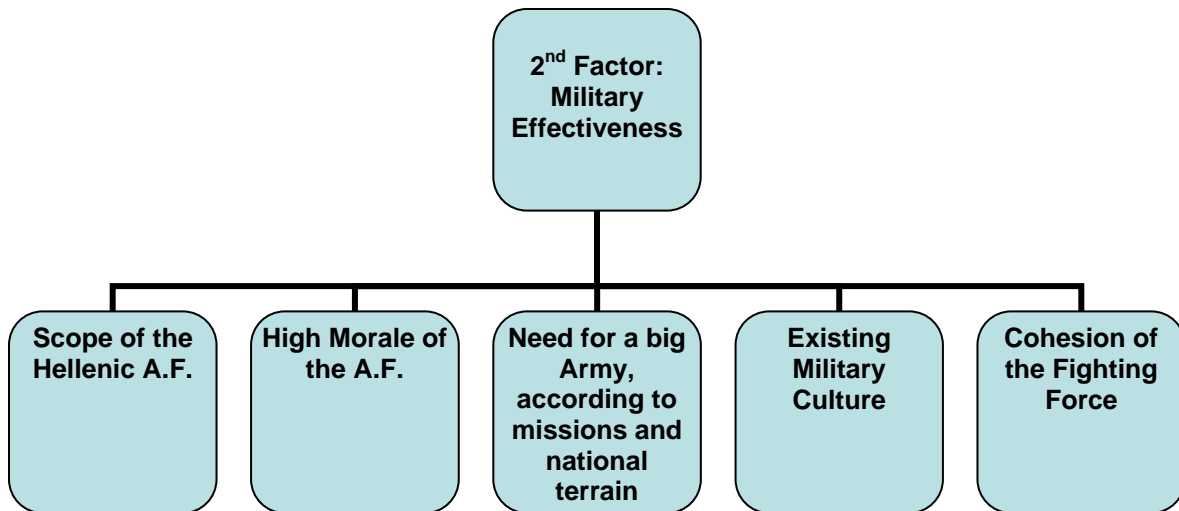 2nd Factor:
Military
Effectiveness
Scope of the
Hellenic A.F.
High Morale of
the A.F.
Need for a big
Army,
according to
missions and
national
terrain
Existing
Military
Culture
Cohesion of
the Fighting
Force